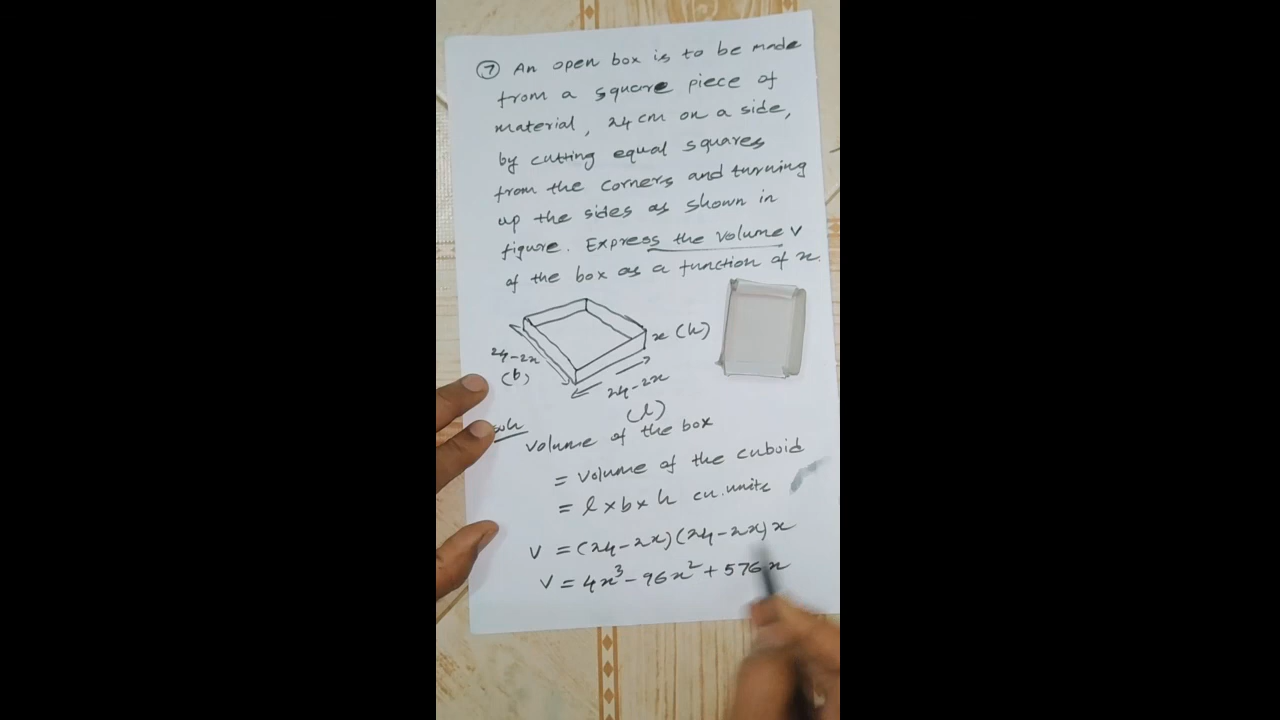 7 An open box is to be made
from a square piece of
material, 24 cm on a side,
by cutting equal squares
from the corners and turning
up the sides as shown in
figure. Express the volume V
of the box as a function of x.
x (h)
24-2x
(b)
24-2x
(l)
Soln
Volume of the box
= Volume of the cuboid
= l × b × h cu. units
V = (24-2x)(24-2x)x
V = 4x³ - 96x² + 576x